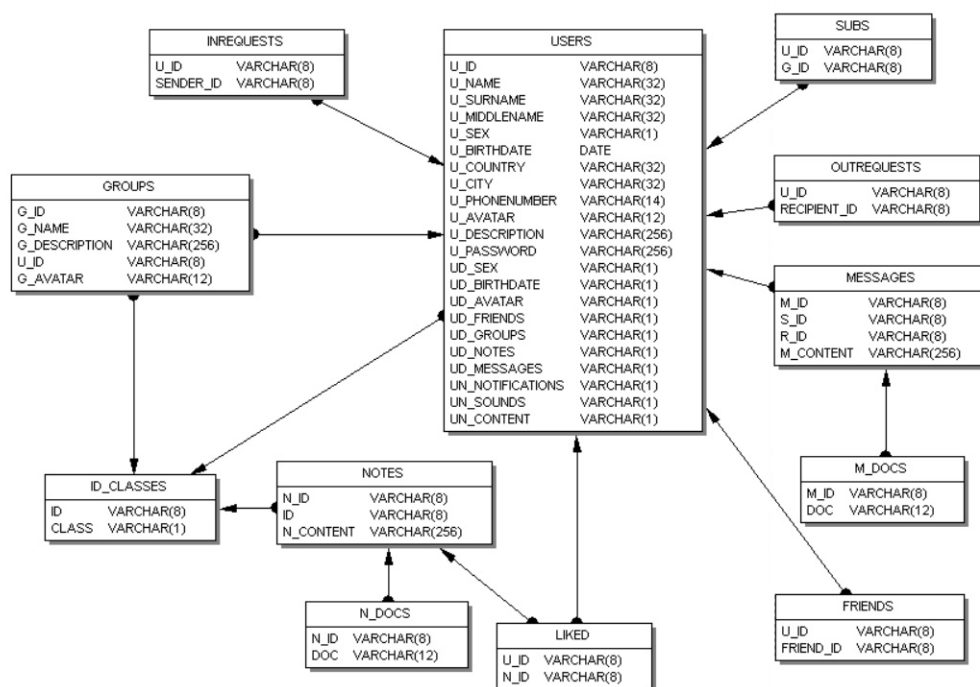 INREQUESTS
U_ID VARCHAR(8)
SENDER_ID VARCHAR(8)
USERS
U_ID VARCHAR(8)
U_NAME VARCHAR(32)
U_SURNAME VARCHAR(32)
U_MIDDLENAME VARCHAR(32)
U_SEX VARCHAR(1)
U_BIRTHDATE DATE
U_COUNTRY VARCHAR(32)
U_CITY VARCHAR(32)
U_PHONENUMBER VARCHAR(14)
U_AVATAR VARCHAR(12)
U_DESCRIPTION VARCHAR(256)
U_PASSWORD VARCHAR(256)
UD_SEX VARCHAR(1)
UD_BIRTHDATE VARCHAR(1)
UD_AVATAR VARCHAR(1)
UD_FRIENDS VARCHAR(1)
UD_GROUPS VARCHAR(1)
UD_NOTES VARCHAR(1)
UD_MESSAGES VARCHAR(1)
UN_NOTIFICATIONS VARCHAR(1)
UN_SOUNDS VARCHAR(1)
UN_CONTENT VARCHAR(1)
SUBS
U_ID VARCHAR(8)
G_ID VARCHAR(8)
GROUPS
G_ID VARCHAR(8)
G_NAME VARCHAR(32)
G_DESCRIPTION VARCHAR(256)
U_ID VARCHAR(8)
G_AVATAR VARCHAR(12)
OUTREQUESTS
U_ID VARCHAR(8)
RECIPIENT_ID VARCHAR(8)
MESSAGES
M_ID VARCHAR(8)
S_ID VARCHAR(8)
R_ID VARCHAR(8)
M_CONTENT VARCHAR(256)
ID_CLASSES
ID VARCHAR(8)
CLASS VARCHAR(1)
NOTES
N_ID VARCHAR(8)
ID VARCHAR(8)
N_CONTENT VARCHAR(256)
M_DOCS
M_ID VARCHAR(8)
DOC VARCHAR(12)
N_DOCS
N_ID VARCHAR(8)
DOC VARCHAR(12)
LIKED
U_ID VARCHAR(8)
N_ID VARCHAR(8)
FRIENDS
U_ID VARCHAR(8)
FRIEND_ID VARCHAR(8)